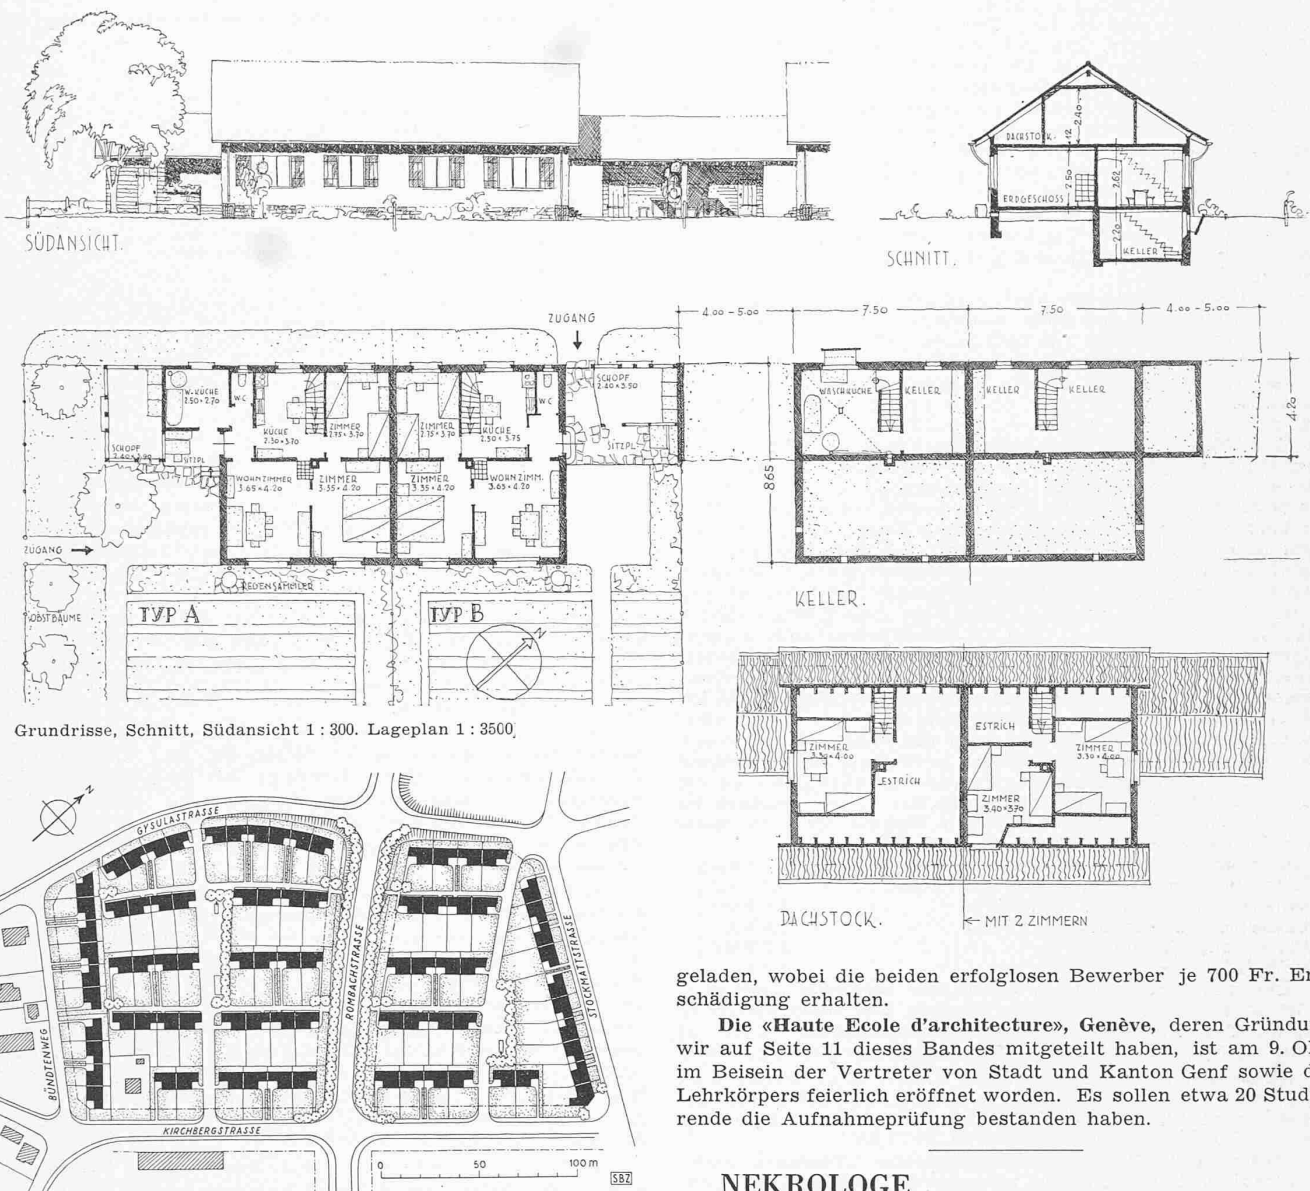 SÜDANSICHT.
DACHSTOCK.
12
2.40
ERDGESCHOSS
2.50
2.62
2.20
KELLER
SCHNITT.
ZUGANG
W.-KÜCHE
2.50×2.70
W.C
KÜCHE
2.30×3.70
ZIMMER
2.75×3.70
ZIMMER
2.75×3.70
KÜCHE
2.50×3.75
W.C
SCHOPF
2.20×3.50
SCHOPF
SITZPL.
SITZPL.
WOHNZIMMER
3.65×4.20
ZIMMER
3.35×4.20
ZIMMER
3.35×4.20
WOHNZIMM.
3.65×4.20
ZUGANG
REGENSAMMLER
OBSTBÄUME
TYP A
TYP B
N
4.00 - 5.00
7.50
7.50
4.00 - 5.00
WASCHKÜCHE
KELLER
KELLER
KELLER
8.65
4.20
KELLER.
Grundrisse, Schnitt, Südansicht 1 : 300. Lageplan 1 : 3500
ZIMMER
3.30×4.00
ESTRICH
ESTRICH
ZIMMER
3.40×3.70
ZIMMER
3.30×4.00
DACHSTOCK.
← MIT 2 ZIMMERN
N
GYSULASTRASSE
ROMBACHSTRASSE
STOCKMATTSTRASSE
BÜNDTENWEG
KIRCHBERGSTRASSE
0 50 100 m
SBZ
geladen, wobei die beiden erfolglosen Bewerber je 700 Fr. En
schädigung erhalten.
Die «Haute Ecole d'architecture», Genève, deren Gründu
wir auf Seite 11 dieses Bandes mitgeteilt haben, ist am 9. O
im Beisein der Vertreter von Stadt und Kanton Genf sowie d
Lehrkörpers feierlich eröffnet worden. Es sollen etwa 20 Stud
rende die Aufnahmeprüfung bestanden haben.
NEKROLOGE